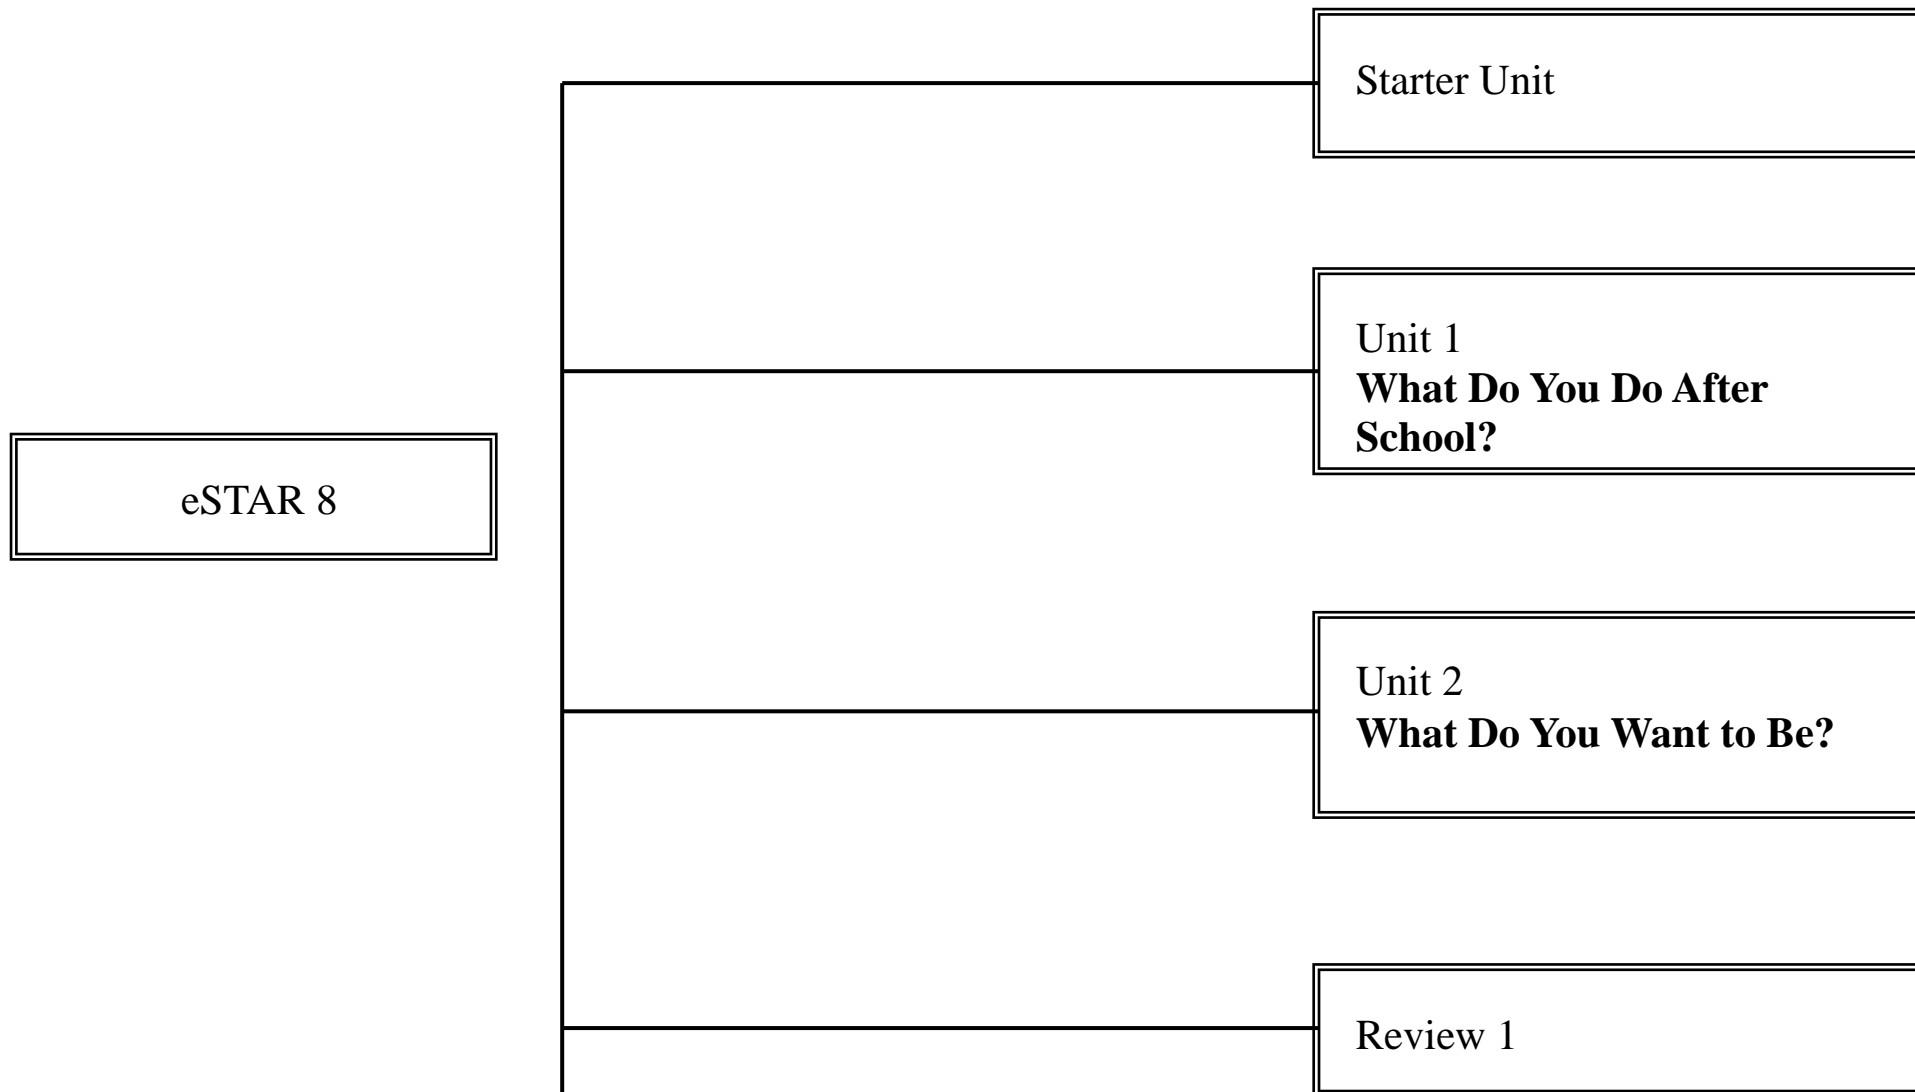 Starter Unit
Unit 1
What Do You Do After
School?
eSTAR 8
Unit 2
What Do You Want to Be?
Review 1